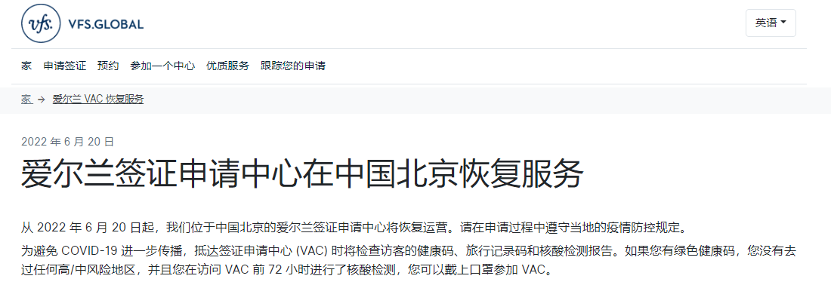 vfs. VFS.GLOBAL
英语
家 申请签证 预约 参加一个中心 优质服务 跟踪您的申请
家 → 爱尔兰 VAC 恢复服务
2022 年 6 月 20 日
爱尔兰签证申请中心在中国北京恢复服务
从 2022 年 6 月 20 日起，我们位于中国北京的爱尔兰签证申请中心将恢复运营。请在申请过程中遵守当地的疫情防控规定。
为避免 COVID-19 进一步传播，抵达签证申请中心 (VAC) 时将检查访客的健康码、旅行记录码和核酸检测报告。如果您有绿色健康码，您没有去
过任何高/中风险地区，并且您在访问 VAC 前 72 小时进行了核酸检测，您可以戴上口罩参加 VAC。